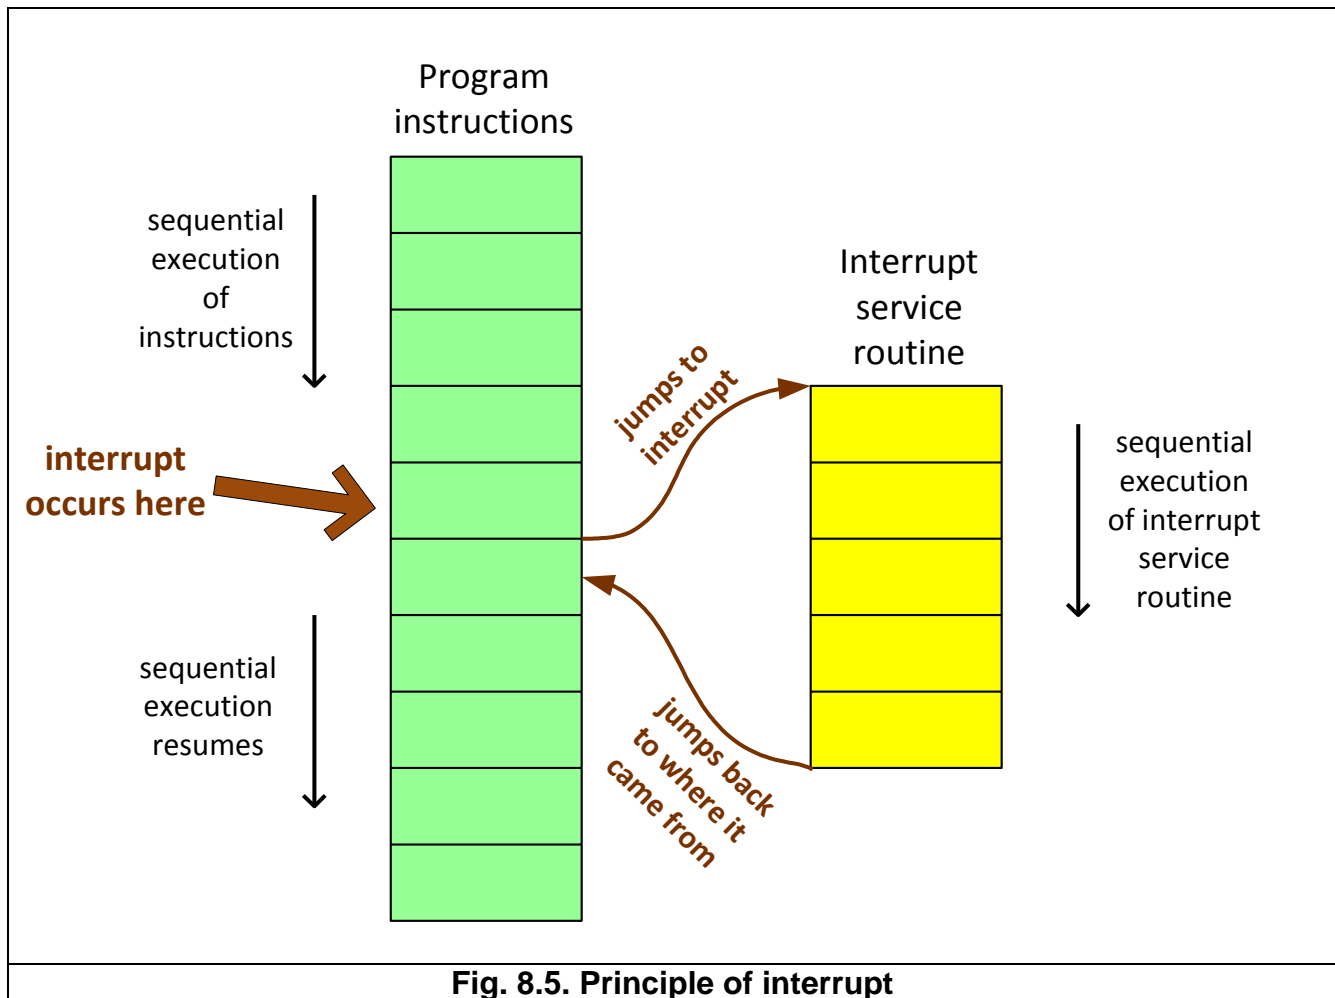 Program
instructions
sequential
execution
of
instructions
Interrupt
service
routine
jumps to
interrupt
interrupt
occurs here
sequential
execution
of interrupt
service
routine
sequential
execution
resumes
jumps back
to where it
came from
Fig. 8.5. Principle of interrupt